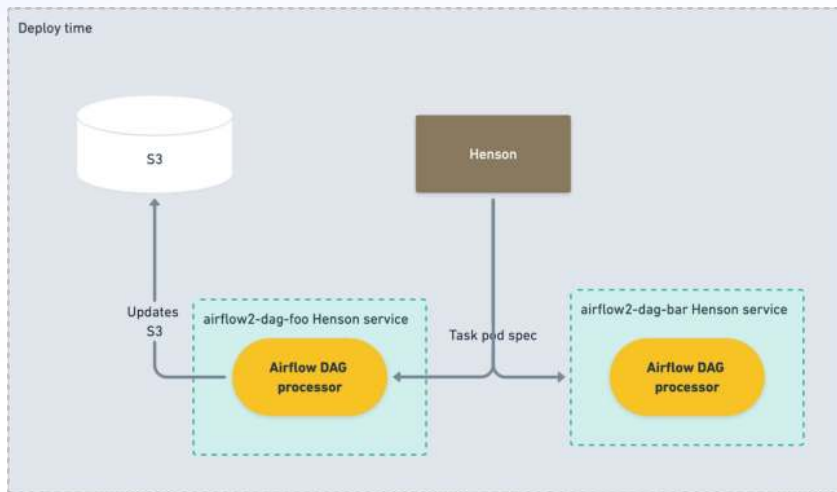 Deploy time
S3
Henson
Updates
S3
airflow2-dag-foo Henson service
Task pod spec
airflow2-dag-bar Henson service
Airflow DAG
processor
Airflow DAG
processor